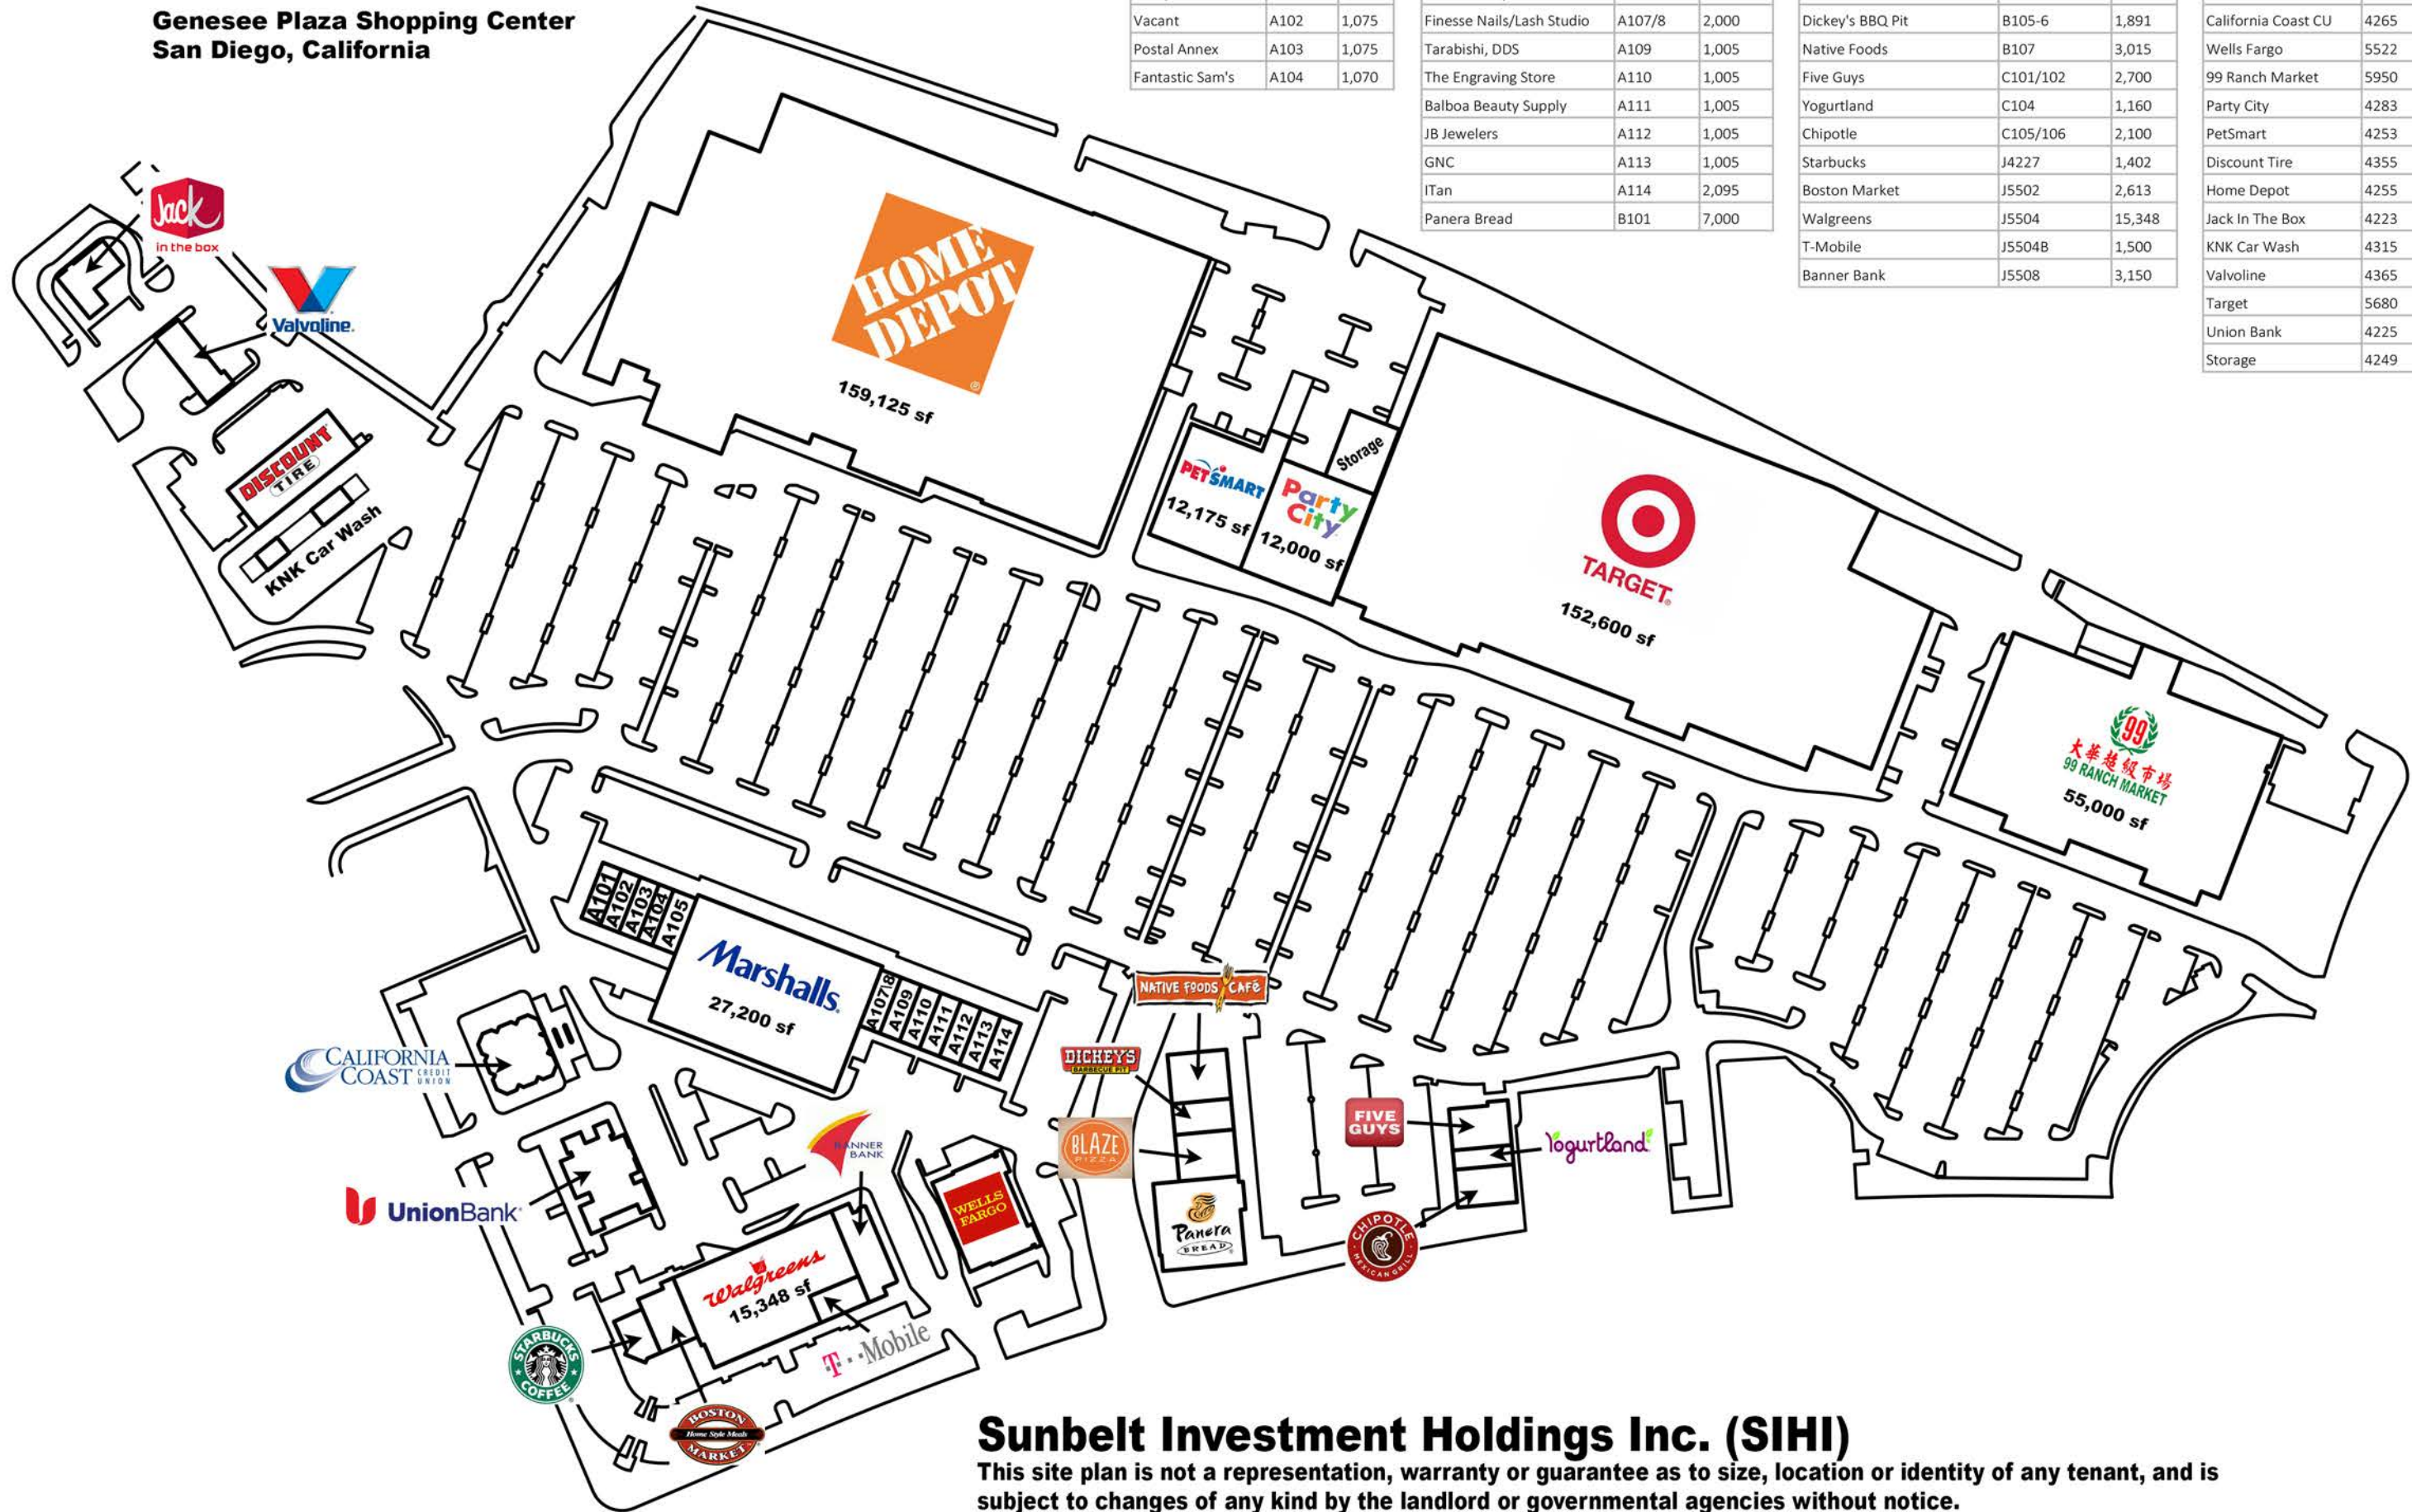 Genesee Plaza Shopping Center
San Diego, California
Vacant A102 1,075
Postal Annex A103 1,075
Fantastic Sam's A104 1,070
Finesse Nails/Lash Studio A107/8 2,000
Tarabishi, DDS A109 1,005
The Engraving Store A110 1,005
Balboa Beauty Supply A111 1,005
JB Jewelers A112 1,005
GNC A113 1,005
ITan A114 2,095
Panera Bread B101 7,000
Dickey's BBQ Pit B105-6 1,891
Native Foods B107 3,015
Five Guys C101/102 2,700
Yogurtland C104 1,160
Chipotle C105/106 2,100
Starbucks J4227 1,402
Boston Market J5502 2,613
Walgreens J5504 15,348
T-Mobile J5504B 1,500
Banner Bank J5508 3,150
California Coast CU 4265
Wells Fargo 5522
99 Ranch Market 5950
Party City 4283
PetSmart 4253
Discount Tire 4355
Home Depot 4255
Jack In The Box 4223
KNK Car Wash 4315
Valvoline 4365
Target 5680
Union Bank 4225
Storage 4249
Jack
in the box
Valvoline.
DISCOUNT
TIRE
KNK Car Wash
HOME
DEPOT
159,125 sf
PETSMART
12,175 sf
Party
City
12,000 sf
Storage
TARGET
152,600 sf
99
大華超級市場
99 RANCH MARKET
55,000 sf
A101
A102
A103
A104
A105
Marshalls.
27,200 sf
A107\8
A109
A110
A111
A112
A113
A114
NATIVE FOODS CAFé
DICKEY'S
BARBECUE PIT
BLAZE
PIZZA
Panera
BREAD
FIVE
GUYS
Yogurtland
CHIPOTLE
MEXICAN GRILL
CALIFORNIA
COAST CREDIT
UNION
UnionBank
BANNER
BANK
WELLS
FARGO
Walgreens
15,348 sf
T··Mobile
STARBUCKS
COFFEE
BOSTON
Home Style Meals
MARKET
Sunbelt Investment Holdings Inc. (SIHI)
This site plan is not a representation, warranty or guarantee as to size, location or identity of any tenant, and is
subject to changes of any kind by the landlord or governmental agencies without notice.